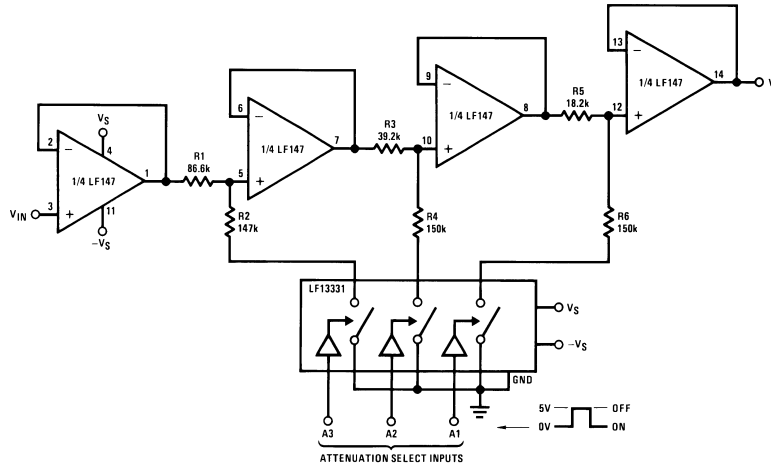 13
−
14
1/4 LF147
12
+
V
9
−
8
1/4 LF147
10
+
R5
18.2k
6
−
7
1/4 LF147
5
+
R3
39.2k
VS
4
2
−
1
1/4 LF147
3
+
11
−VS
VIN
R1
86.6k
R2
147k
R4
150k
R6
150k
LF13331
VS
−VS
GND
A3
A2
A1
5V
OFF
0V
ON
ATTENUATION SELECT INPUTS